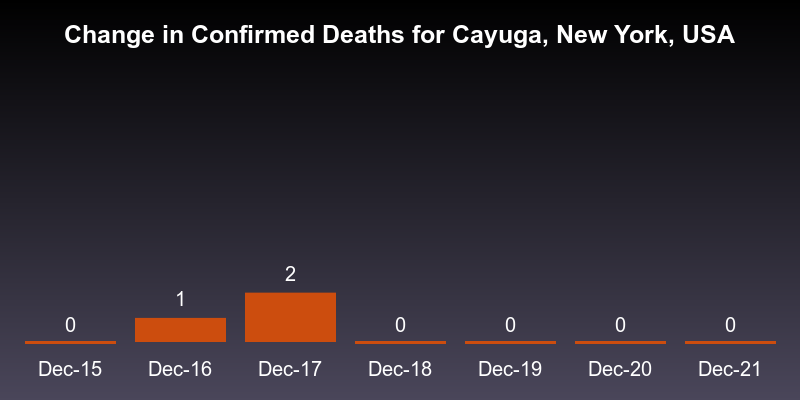 Change in Confirmed Deaths for Cayuga, New York, USA
0 1 2 0 0 0 0
Dec-15 Dec-16 Dec-17 Dec-18 Dec-19 Dec-20 Dec-21